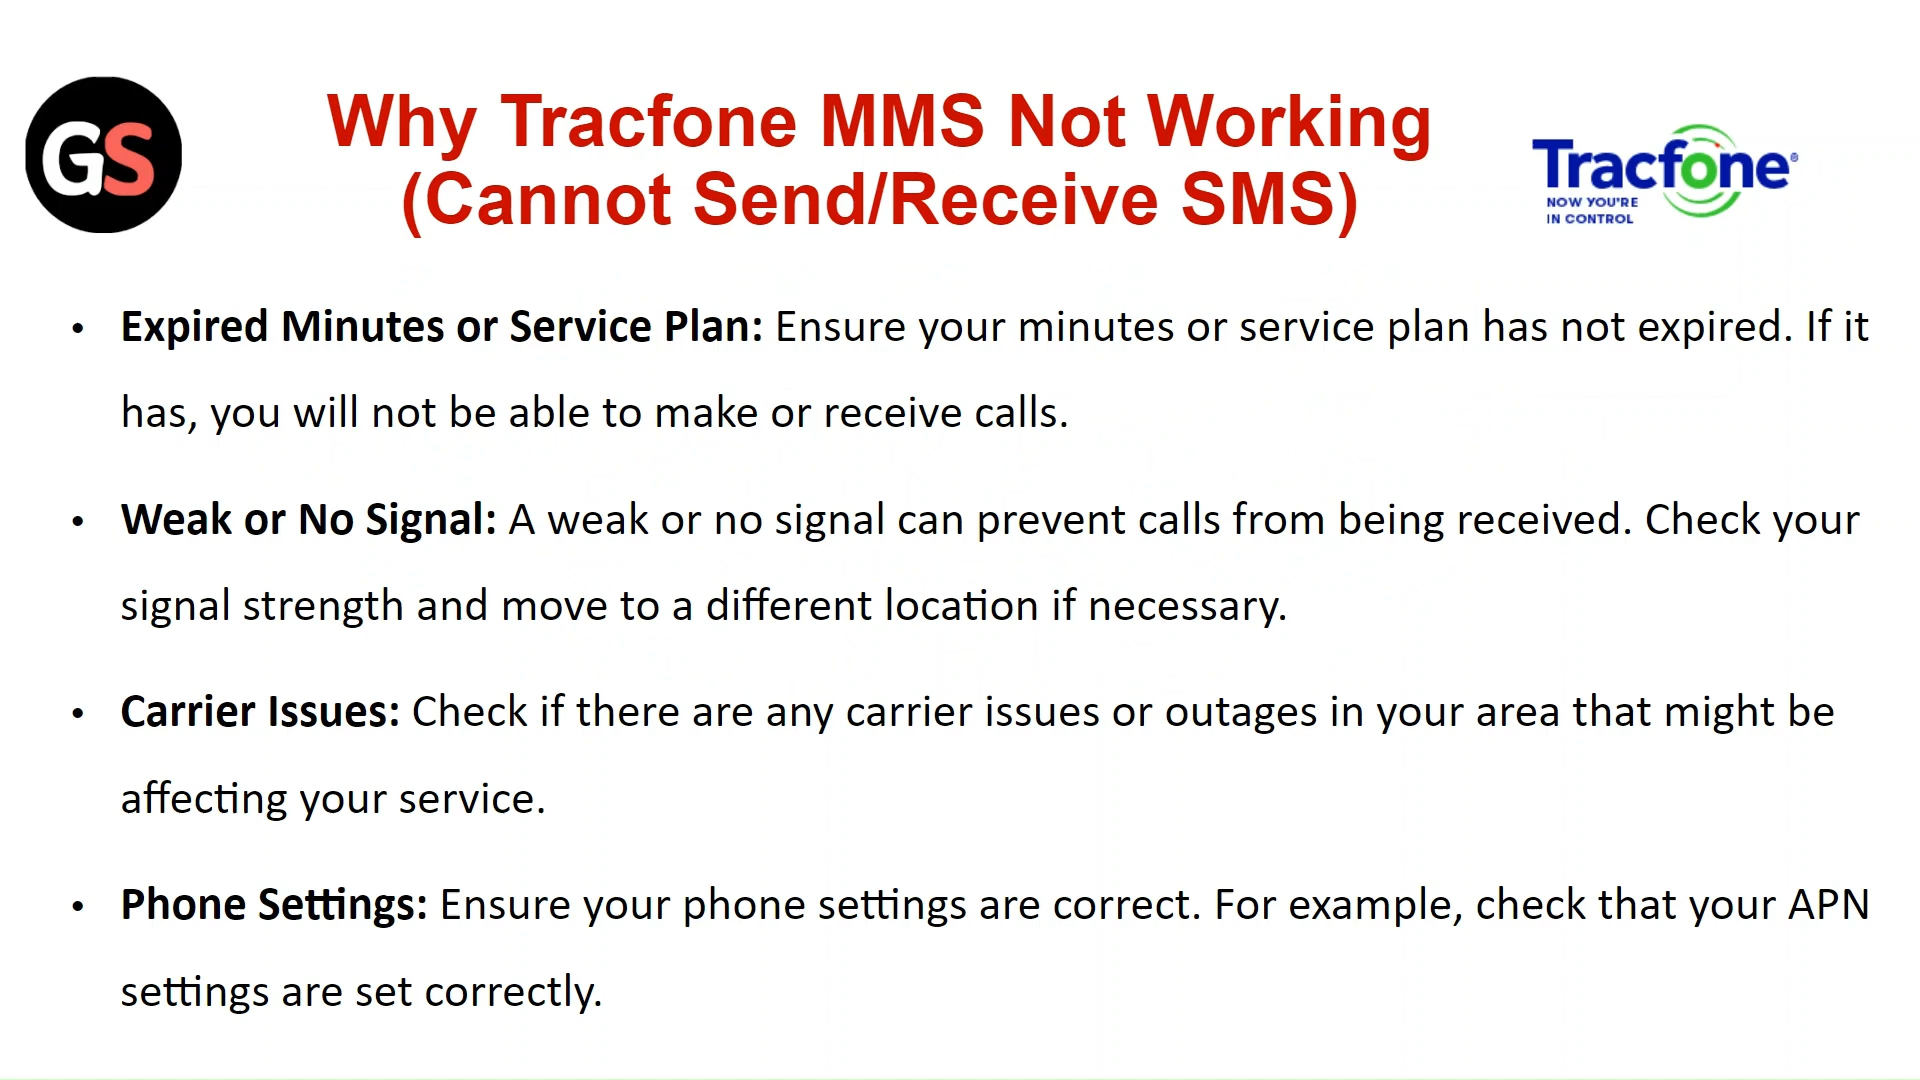 GS
Why Tracfone MMS Not Working
(Cannot Send/Receive SMS)
Tracfone®
NOW YOU'RE
IN CONTROL
• Expired Minutes or Service Plan: Ensure your minutes or service plan has not expired. If it
has, you will not be able to make or receive calls.
• Weak or No Signal: A weak or no signal can prevent calls from being received. Check your
signal strength and move to a different location if necessary.
• Carrier Issues: Check if there are any carrier issues or outages in your area that might be
affecting your service.
• Phone Settings: Ensure your phone settings are correct. For example, check that your APN
settings are set correctly.